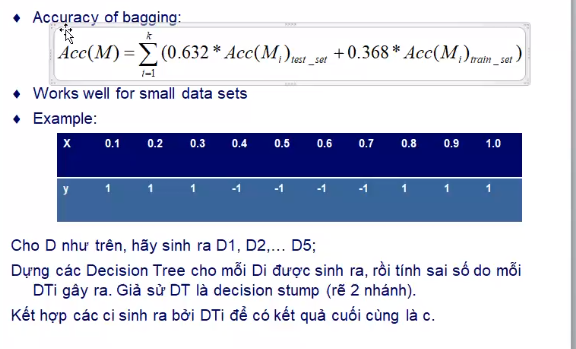 ♦ Accuracy of bagging:
Acc(M) = \sum_{i=1}^{k} (0.632 * Acc(M_i)_{test\_set} + 0.368 * Acc(M_i)_{train\_set})
♦ Works well for small data sets
♦ Example:
X 0.1 0.2 0.3 0.4 0.5 0.6 0.7 0.8 0.9 1.0
y 1 1 1 -1 -1 -1 -1 1 1 1
Cho D như trên, hãy sinh ra D1, D2,... D5;
Dựng các Decision Tree cho mỗi Di được sinh ra, rồi tính sai số do mỗi
DTi gây ra. Giả sử DT là decision stump (rẽ 2 nhánh).
Kết hợp các ci sinh ra bởi DTi để có kết quả cuối cùng là c.